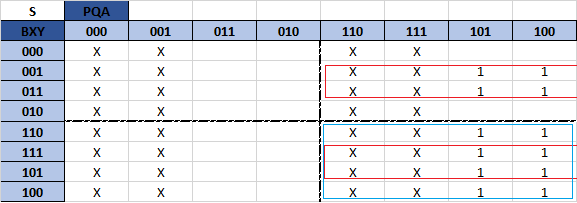 S PQA
BXY 000 001 011 010 110 111 101 100
000 X X X X
001 X X X X 1 1
011 X X X X 1 1
010 X X X X
110 X X X X 1 1
111 X X X X 1 1
101 X X X X 1 1
100 X X X X 1 1